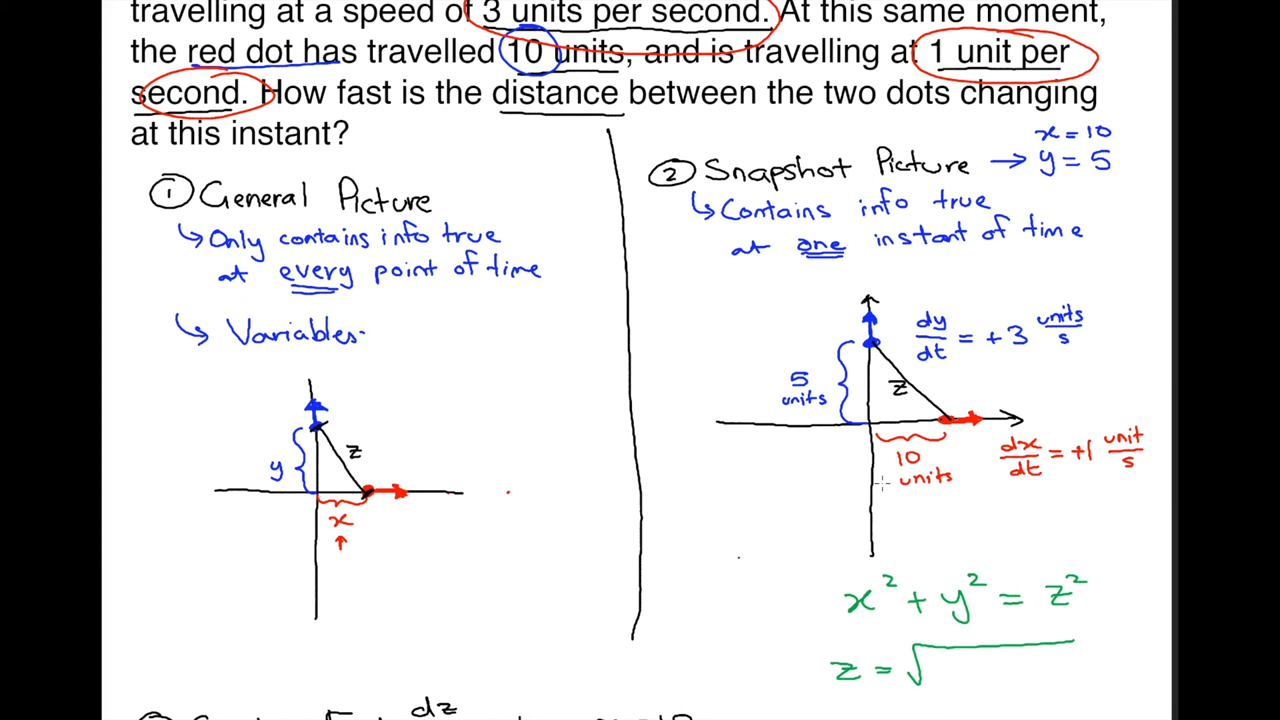 travelling at a speed of 3 units per second. At this same moment,
the red dot has travelled 10 units, and is travelling at 1 unit per
second. How fast is the distance between the two dots changing
at this instant?
① General Picture
↳ Only contains info true
at every point of time
↳ Variables.
y
z
x
② Snapshot Picture → x = 10
y = 5
↳ Contains info true
at one instant of time
dy/dt = +3 units/s
5
units
z
10
units
dx/dt = +1 unit/s
x² + y² = z²
z = √
dz